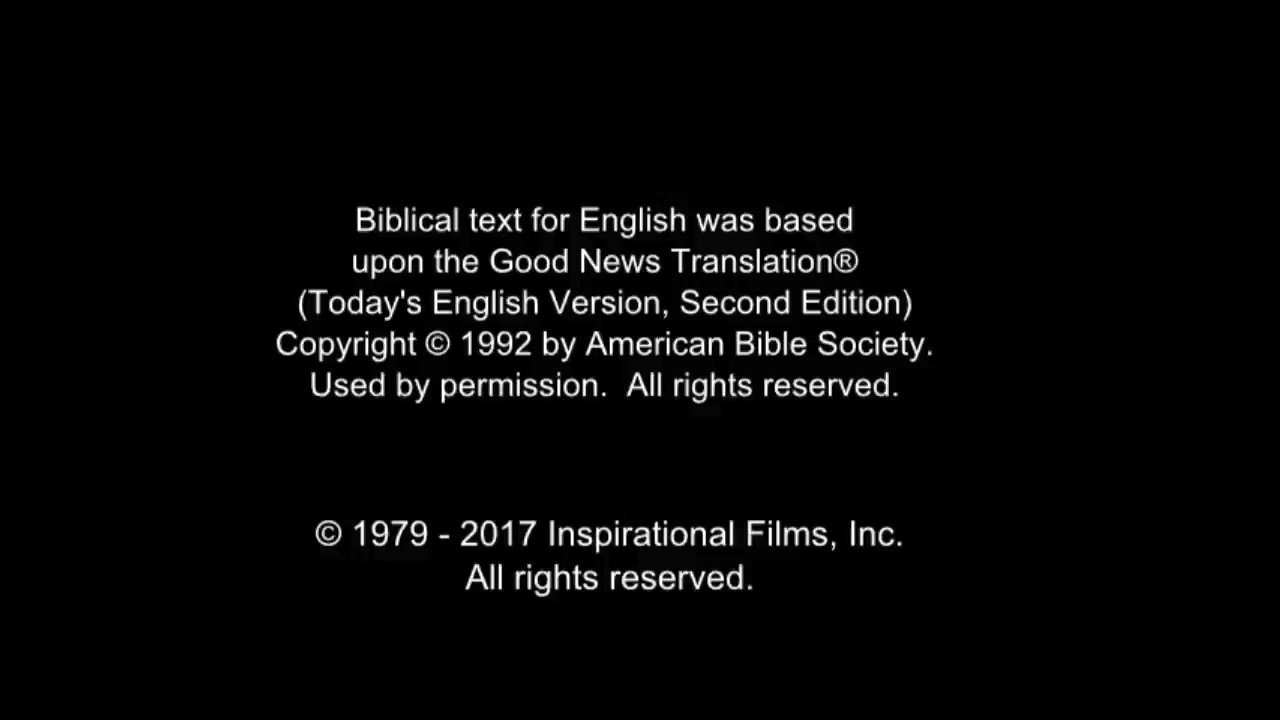 Biblical text for English was based
upon the Good News Translation®
(Today's English Version, Second Edition)
Copyright © 1992 by American Bible Society.
Used by permission.  All rights reserved.
© 1979 - 2017 Inspirational Films, Inc.
All rights reserved.